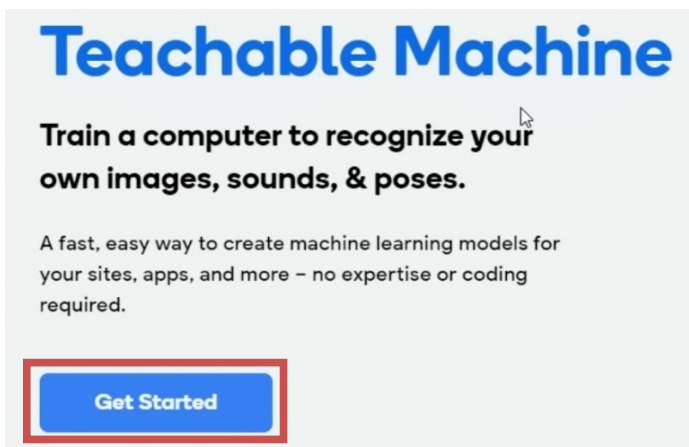 Teachable Machine
Train a computer to recognize your
own images, sounds, & poses.
A fast, easy way to create machine learning models for
your sites, apps, and more – no expertise or coding
required.
Get Started